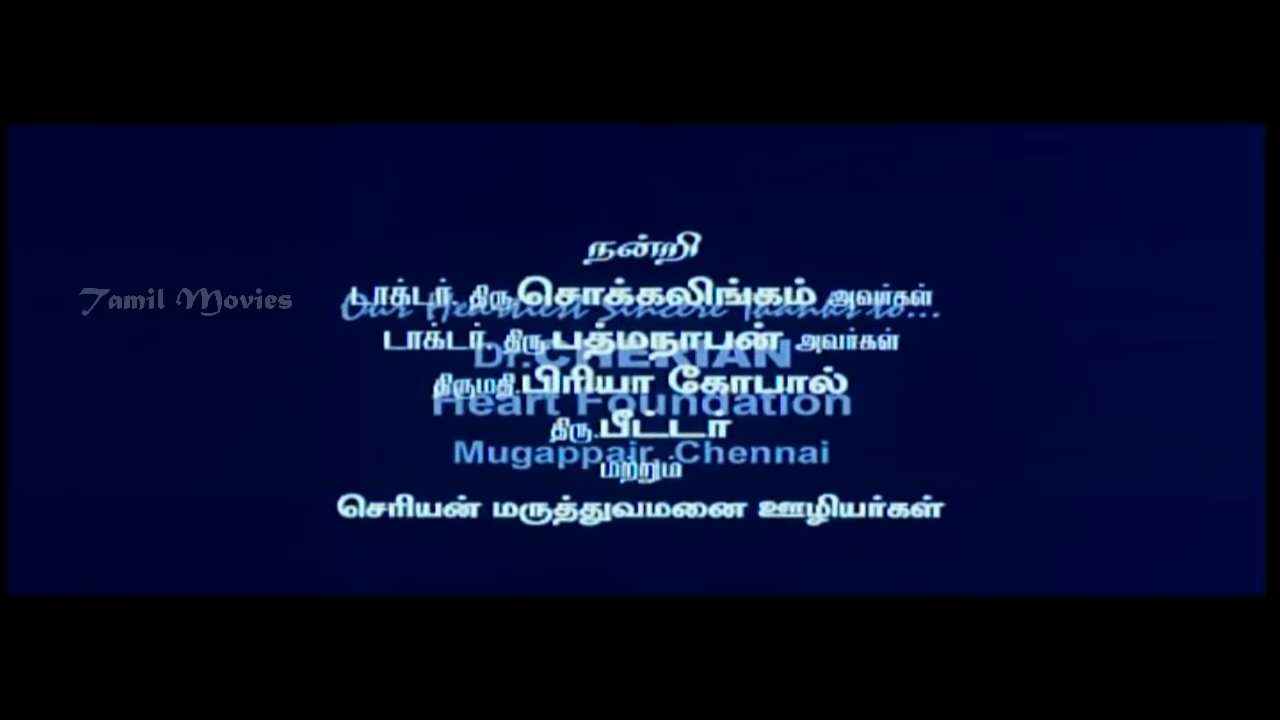 நன்றி
Tamil Movies
டாக்டர். திரு.சொக்கலிங்கம் அவர்கள்
Our Heartiest Sincere Thanks to...
டாக்டர். திரு.பத்மநாபன் அவர்கள்
Dr.CHERIAN
திருமதி.பிரியா கோபால்
Heart Foundation
திரு.பீட்டர்
Mugappair, Chennai
மற்றும்
செரியன் மருத்துவமனை ஊழியர்கள்